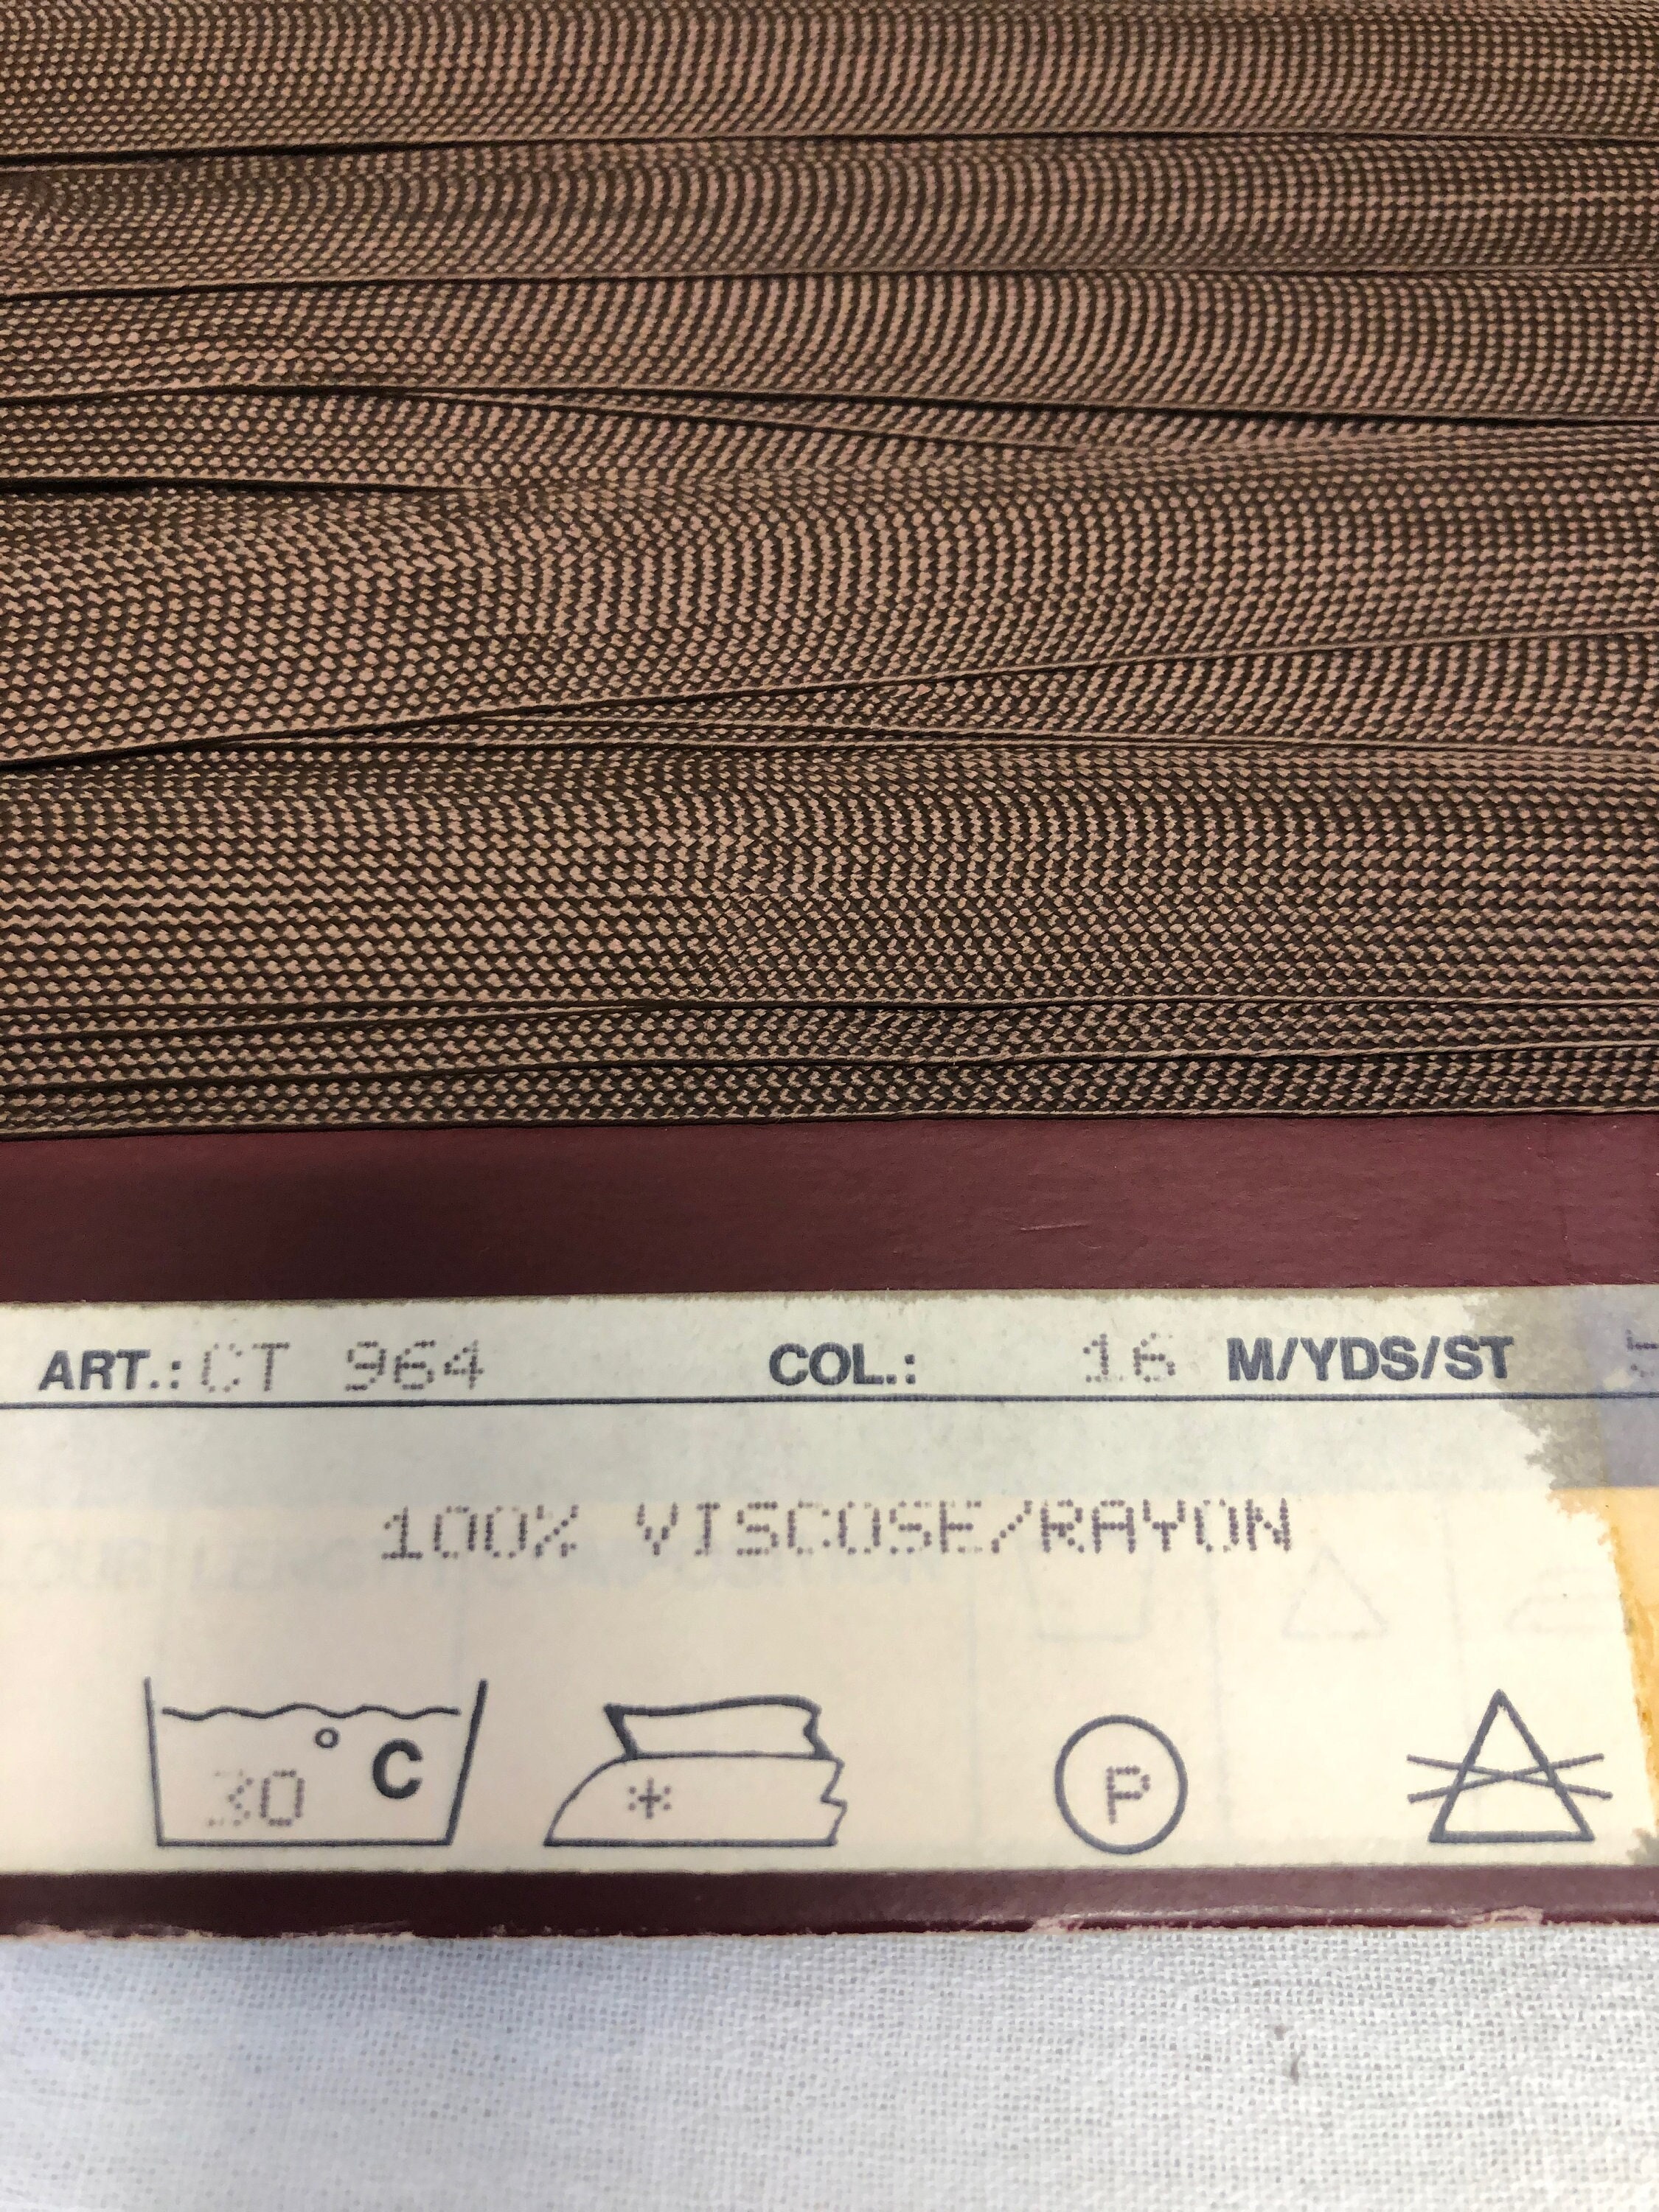 ART.: CT 964 COL.: 16 M/YDS/ST
100% VISCOSE/RAYON
30 °C * P